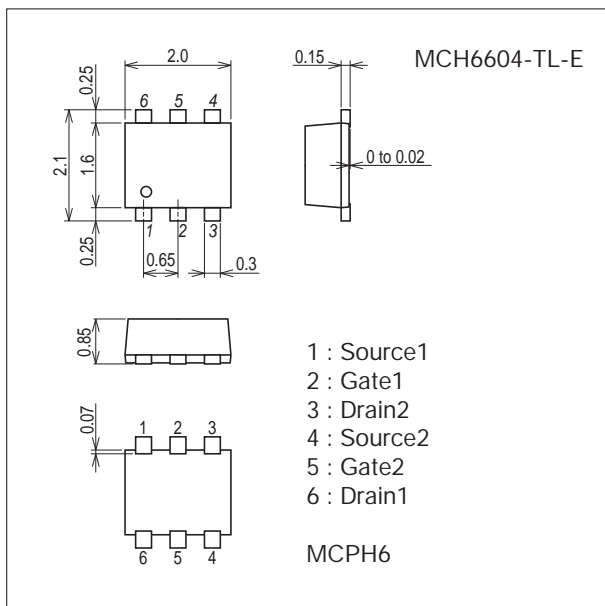 MCH6604-TL-E
2.0
0.15
0.25
6 5 4
2.1
1.6
0 to 0.02
0.25
1 2 3
0.65
0.3
0.85
1 : Source1
2 : Gate1
3 : Drain2
4 : Source2
5 : Gate2
6 : Drain1
0.07
1 2 3
6 5 4
MCPH6